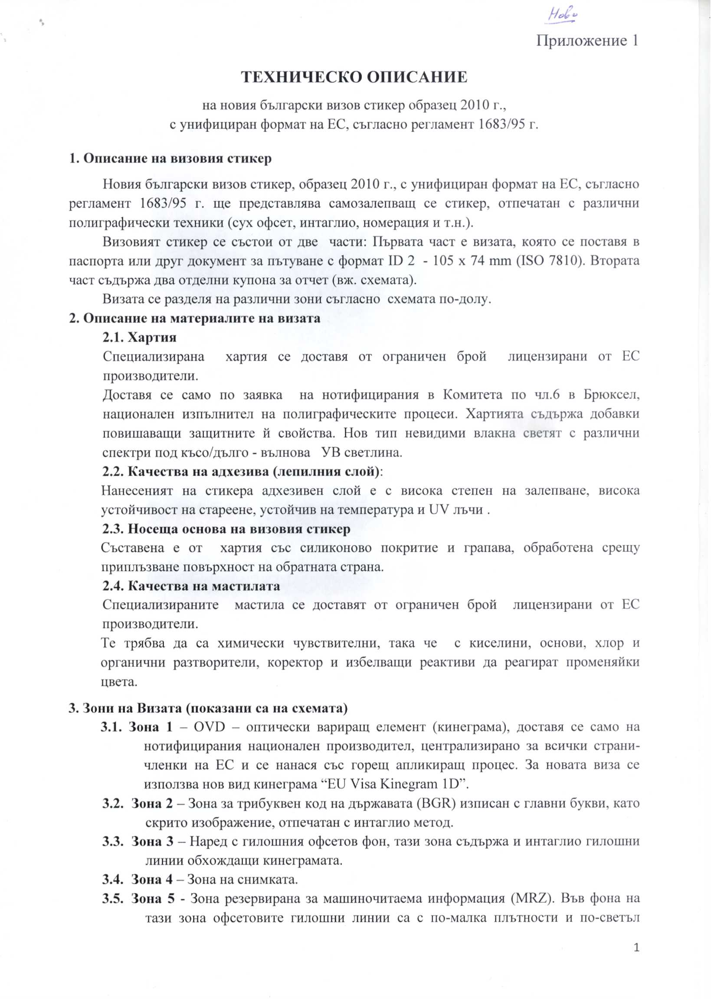 Ново
Приложение 1
ТЕХНИЧЕСКО ОПИСАНИЕ
на новия български визов стикер образец 2010 г.,
с унифициран формат на ЕС, съгласно регламент 1683/95 г.
1. Описание на визовия стикер
Новия български визов стикер, образец 2010 г., с унифициран формат на ЕС, съгласно
регламент 1683/95 г. ще представлява самозалепващ се стикер, отпечатан с различни
полиграфически техники (сух офсет, интаглио, номерация и т.н.).
Визовият стикер се състои от две части: Първата част е визата, която се поставя в
паспорта или друг документ за пътуване с формат ID 2 - 105 x 74 mm (ISO 7810). Втората
част съдържа два отделни купона за отчет (вж. схемата).
Визата се разделя на различни зони съгласно схемата по-долу.
2. Описание на материалите на визата
2.1. Хартия
Специализирана хартия се доставя от ограничен брой лицензирани от ЕС
производители.
Доставя се само по заявка на нотифицирания в Комитета по чл.6 в Брюксел,
национален изпълнител на полиграфическите процеси. Хартията съдържа добавки
повишаващи защитните й свойства. Нов тип невидими влакна светят с различни
спектри под късо/дълго - вълнова УВ светлина.
2.2. Качества на адхезива (лепилния слой):
Нанесеният на стикера адхезивен слой е с висока степен на залепване, висока
устойчивост на стареене, устойчив на температура и UV лъчи .
2.3. Носеща основа на визовия стикер
Съставена е от хартия със силиконово покритие и грапава, обработена срещу
приплъзване повърхност на обратната страна.
2.4. Качества на мастилата
Специализираните мастила се доставят от ограничен брой лицензирани от ЕС
производители.
Те трябва да са химически чувствителни, така че с киселини, основи, хлор и
органични разтворители, коректор и избелващи реактиви да реагират променяйки
цвета.
3. Зони на Визата (показани са на схемата)
3.1. Зона 1 – OVD – оптически вариращ елемент (кинеграма), доставя се само на
нотифицирания национален производител, централизирано за всички страни-
членки на ЕС и се нанася със горещ апликиращ процес. За новата виза се
използва нов вид кинеграма “EU Visa Kinegram 1D”.
3.2. Зона 2 – Зона за трибуквен код на държавата (BGR) изписан с главни букви, като
скрито изображение, отпечатан с интаглио метод.
3.3. Зона 3 – Наред с гилошния офсетов фон, тази зона съдържа и интаглио гилошни
линии обхождащи кинеграмата.
3.4. Зона 4 – Зона на снимката.
3.5. Зона 5 - Зона резервирана за машиночитаема информация (MRZ). Във фона на
тази зона офсетовите гилошни линии са с по-малка плътности и по-светъл
1